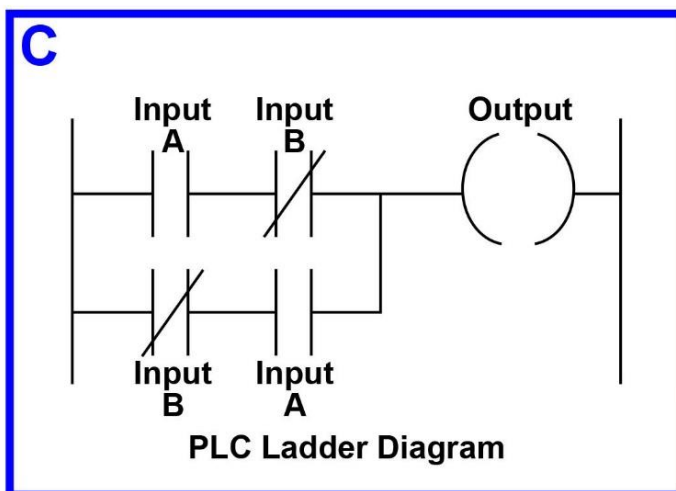 C
Input
A
Input
B
Output
Input
B
Input
A
PLC Ladder Diagram